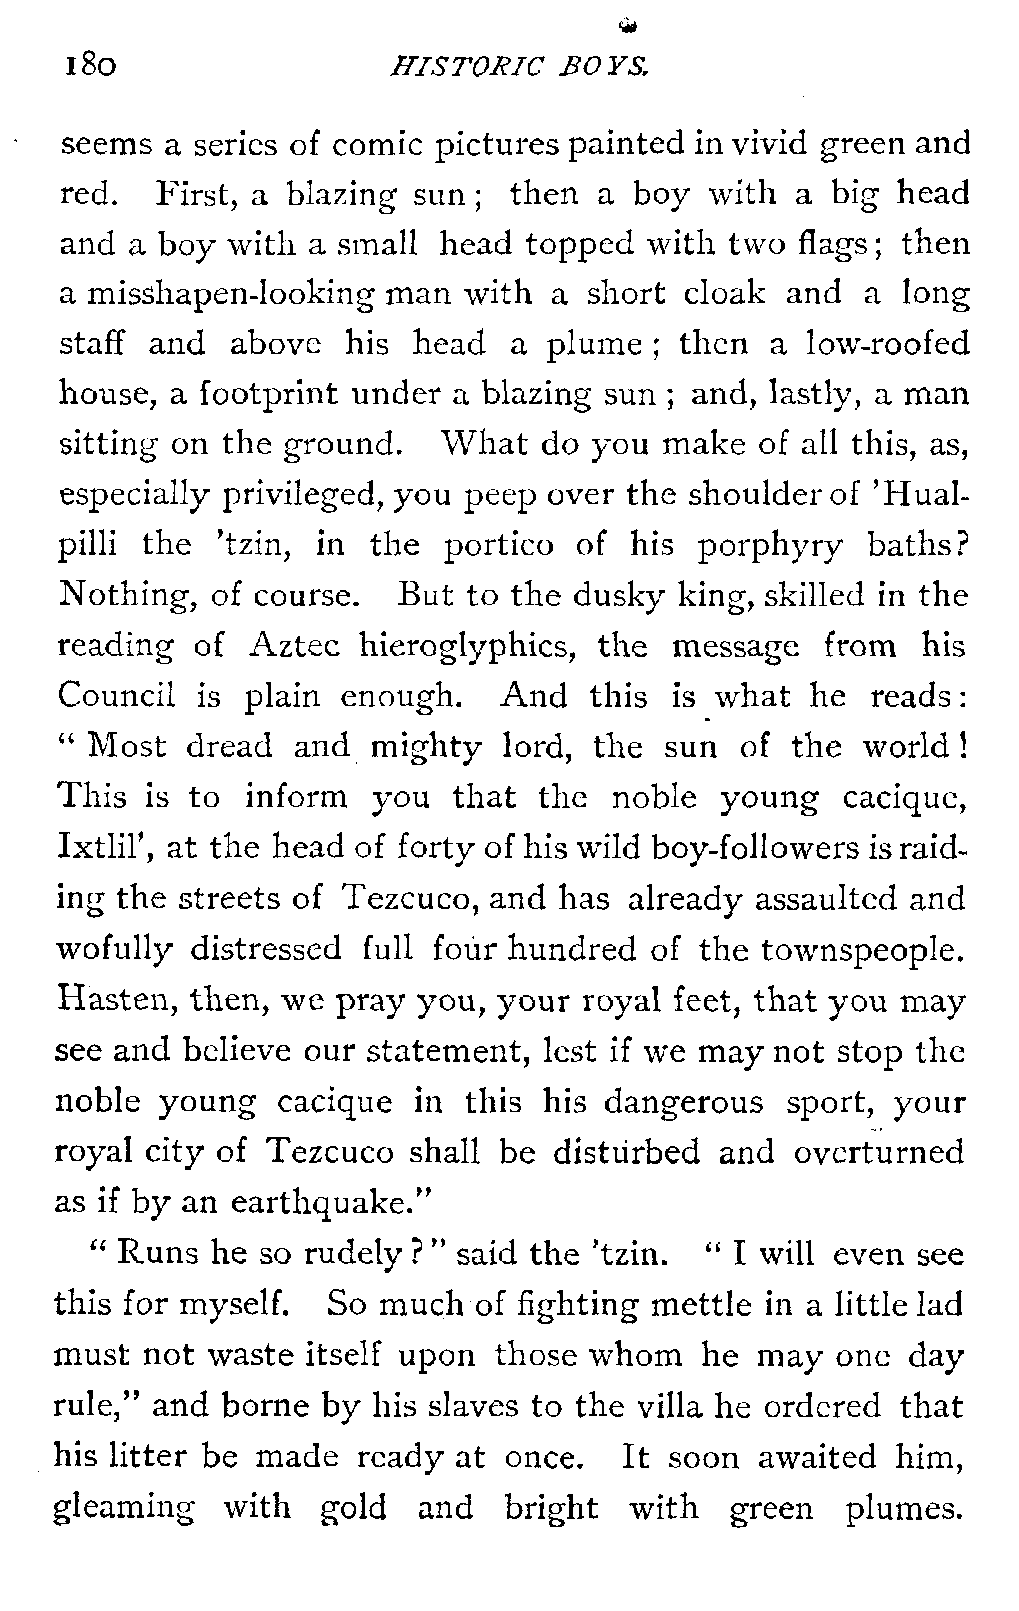 180 HISTORIC BOYS.
seems a series of comic pictures painted in vivid green and
red. First, a blazing sun ; then a boy with a big head
and a boy with a small head topped with two flags ; then
a misshapen-looking man with a short cloak and a long
staff and above his head a plume ; then a low-roofed
house, a footprint under a blazing sun ; and, lastly, a man
sitting on the ground. What do you make of all this, as,
especially privileged, you peep over the shoulder of 'Hual-
pilli the 'tzin, in the portico of his porphyry baths?
Nothing, of course. But to the dusky king, skilled in the
reading of Aztec hieroglyphics, the message from his
Council is plain enough. And this is what he reads:
“ Most dread and mighty lord, the sun of the world !
This is to inform you that the noble young cacique,
Ixtlil', at the head of forty of his wild boy-followers is raid-
ing the streets of Tezcuco, and has already assaulted and
wofully distressed full four hundred of the townspeople.
Hasten, then, we pray you, your royal feet, that you may
see and believe our statement, lest if we may not stop the
noble young cacique in this his dangerous sport, your
royal city of Tezcuco shall be disturbed and overturned
as if by an earthquake.”
“ Runs he so rudely ? ” said the 'tzin. “ I will even see
this for myself. So much of fighting mettle in a little lad
must not waste itself upon those whom he may one day
rule,” and borne by his slaves to the villa he ordered that
his litter be made ready at once. It soon awaited him,
gleaming with gold and bright with green plumes.